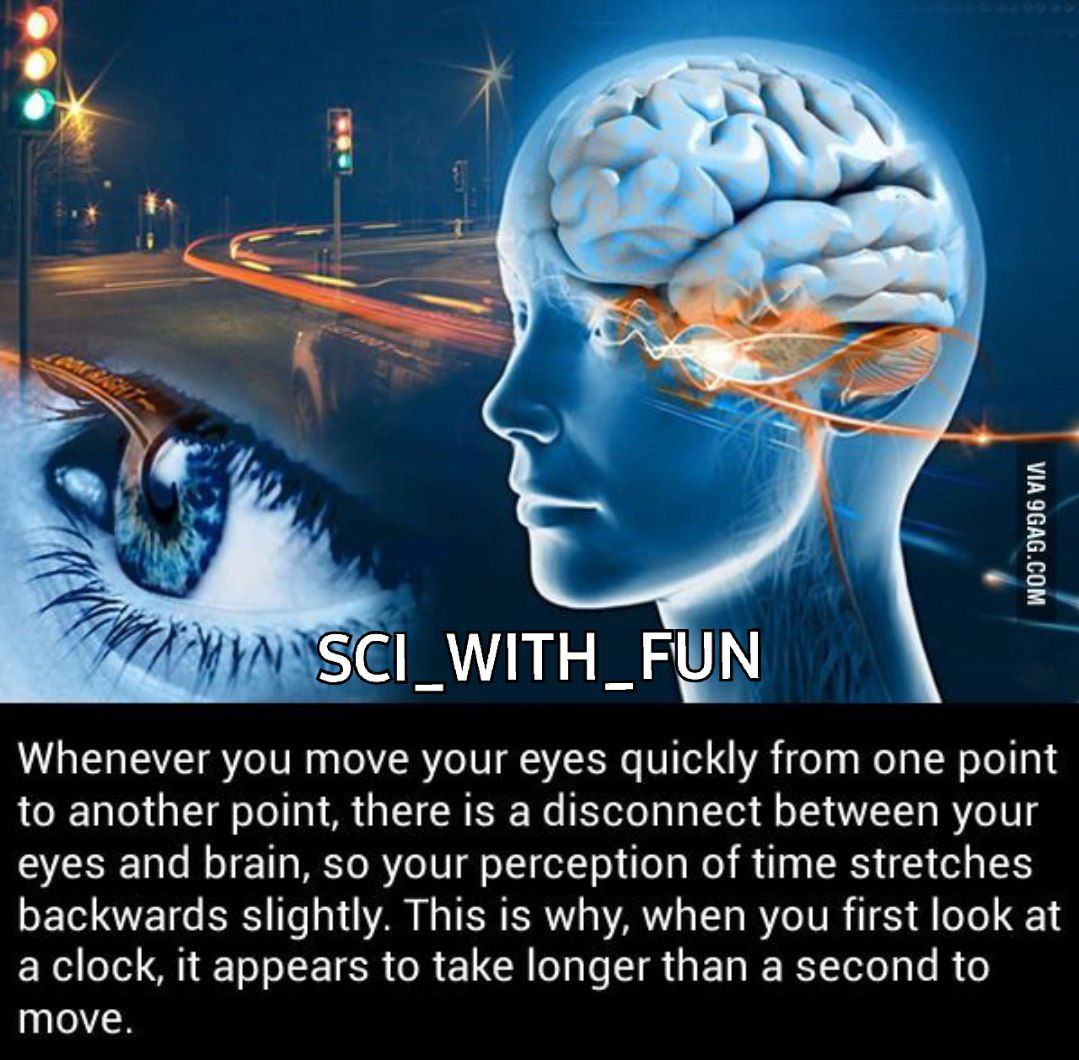 LOOK RIGHT
VIA 9GAG.COM
SCI_WITH_FUN
Whenever you move your eyes quickly from one point
to another point, there is a disconnect between your
eyes and brain, so your perception of time stretches
backwards slightly. This is why, when you first look at
a clock, it appears to take longer than a second to
move.